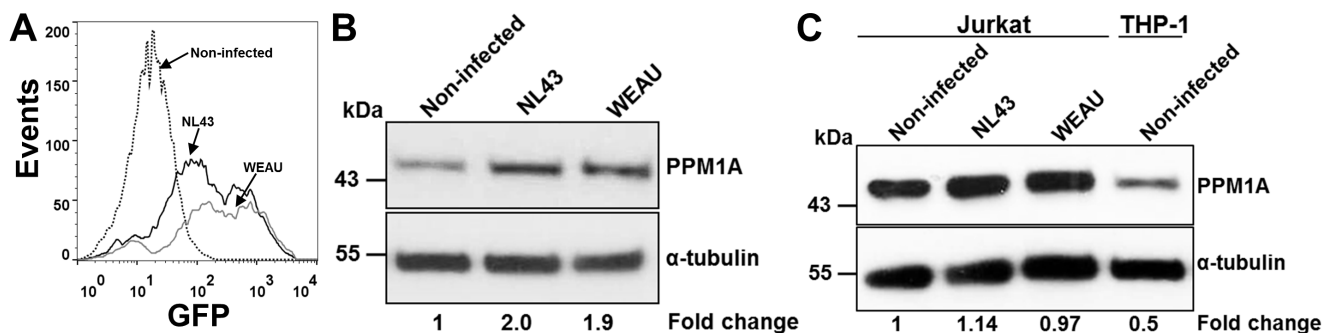 A
Events
200
150
100
50
0
Non-infected
NL43
WEAU
10^0 10^1 10^2 10^3 10^4
GFP
B
kDa
Non-infected NL43 WEAU
43
PPM1A
55
α-tubulin
1 2.0 1.9 Fold change
C
Jurkat THP-1
kDa
Non-infected NL43 WEAU Non-infected
43
PPM1A
55
α-tubulin
1 1.14 0.97 0.5 Fold change